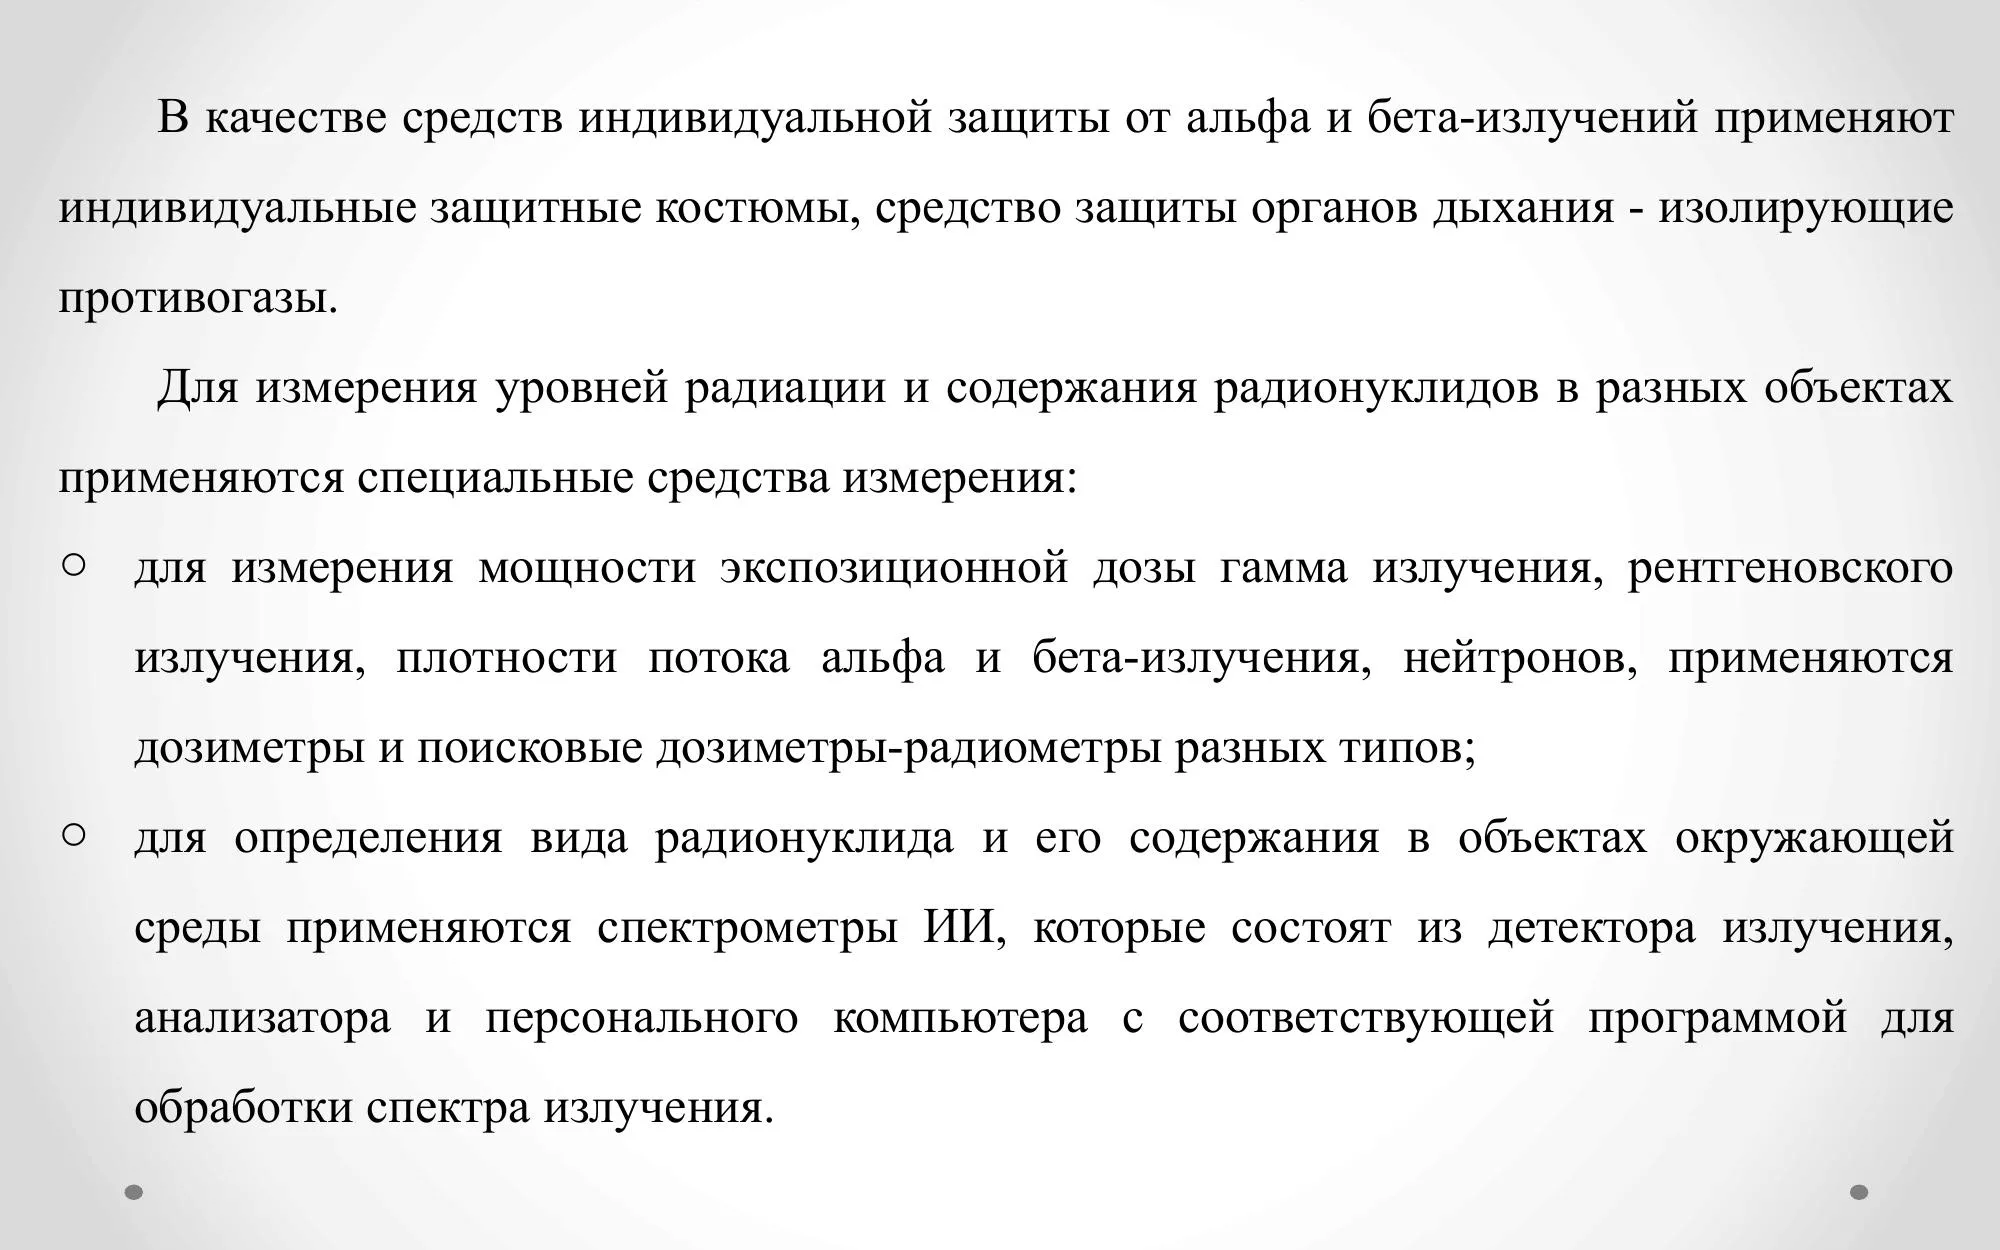 В качестве средств индивидуальной защиты от альфа и бета-излучений применяют
индивидуальные защитные костюмы, средство защиты органов дыхания - изолирующие
противогазы.
Для измерения уровней радиации и содержания радионуклидов в разных объектах
применяются специальные средства измерения:
○ для измерения мощности экспозиционной дозы гамма излучения, рентгеновского
излучения, плотности потока альфа и бета-излучения, нейтронов, применяются
дозиметры и поисковые дозиметры-радиометры разных типов;
○ для определения вида радионуклида и его содержания в объектах окружающей
среды применяются спектрометры ИИ, которые состоят из детектора излучения,
анализатора и персонального компьютера с соответствующей программой для
обработки спектра излучения.